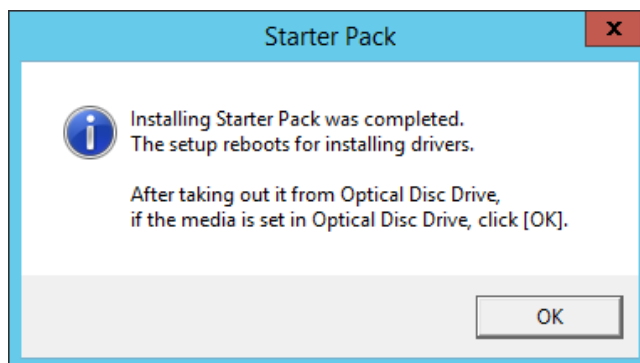 Starter Pack
x
Installing Starter Pack was completed.
The setup reboots for installing drivers.
After taking out it from Optical Disc Drive,
if the media is set in Optical Disc Drive, click [OK].
OK